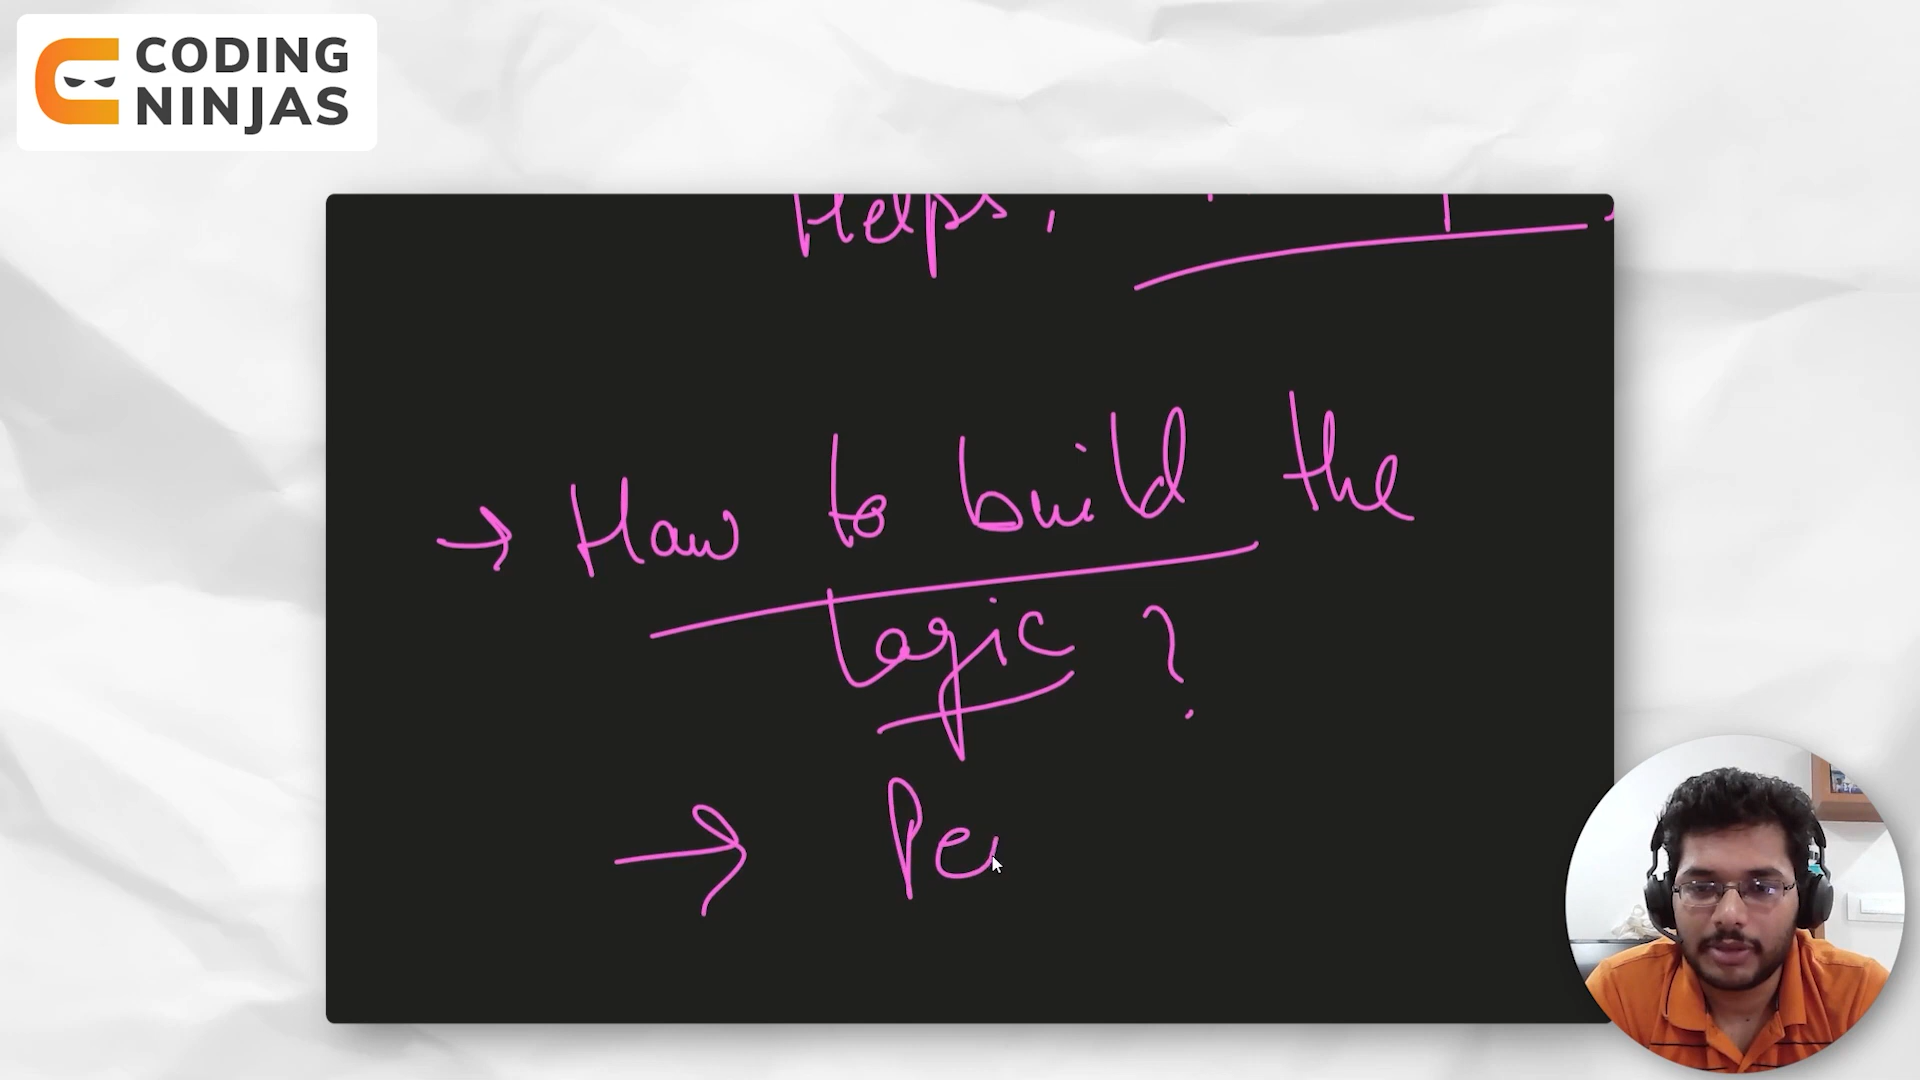 CODING
NINJAS
Helps,
→ How to build the
logic ?
→ Pe